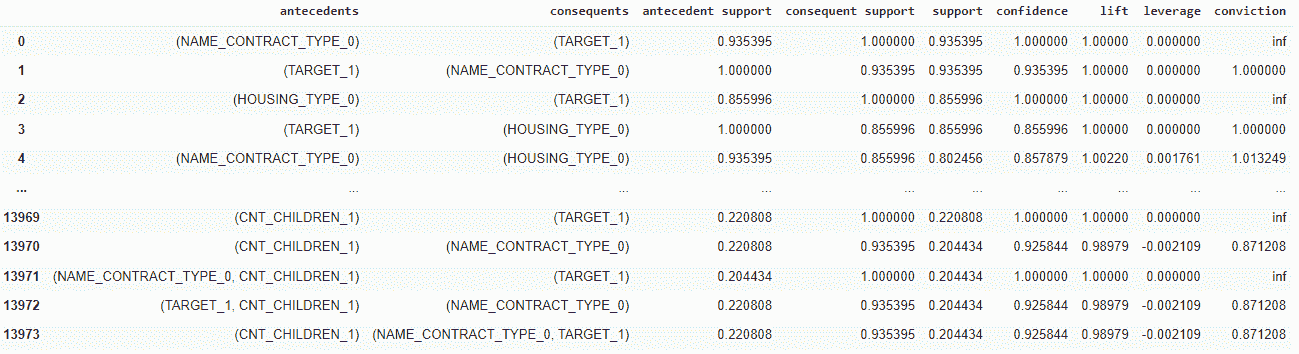 antecedents consequents antecedent support consequent support support confidence lift leverage conviction
0 (NAME_CONTRACT_TYPE_0) (TARGET_1) 0.935395 1.000000 0.935395 1.000000 1.00000 0.000000 inf
1 (TARGET_1) (NAME_CONTRACT_TYPE_0) 1.000000 0.935395 0.935395 0.935395 1.00000 0.000000 1.000000
2 (HOUSING_TYPE_0) (TARGET_1) 0.855996 1.000000 0.855996 1.000000 1.00000 0.000000 inf
3 (TARGET_1) (HOUSING_TYPE_0) 1.000000 0.855996 0.855996 0.855996 1.00000 0.000000 1.000000
4 (NAME_CONTRACT_TYPE_0) (HOUSING_TYPE_0) 0.935395 0.855996 0.802456 0.857879 1.00220 0.001761 1.013249
... ... ... ... ... ... ... ... ... ...
13969 (CNT_CHILDREN_1) (TARGET_1) 0.220808 1.000000 0.220808 1.000000 1.00000 0.000000 inf
13970 (CNT_CHILDREN_1) (NAME_CONTRACT_TYPE_0) 0.220808 0.935395 0.204434 0.925844 0.98979 -0.002109 0.871208
13971 (NAME_CONTRACT_TYPE_0, CNT_CHILDREN_1) (TARGET_1) 0.204434 1.000000 0.204434 1.000000 1.00000 0.000000 inf
13972 (TARGET_1, CNT_CHILDREN_1) (NAME_CONTRACT_TYPE_0) 0.220808 0.935395 0.204434 0.925844 0.98979 -0.002109 0.871208
13973 (CNT_CHILDREN_1) (NAME_CONTRACT_TYPE_0, TARGET_1) 0.220808 0.935395 0.204434 0.925844 0.98979 -0.002109 0.871208